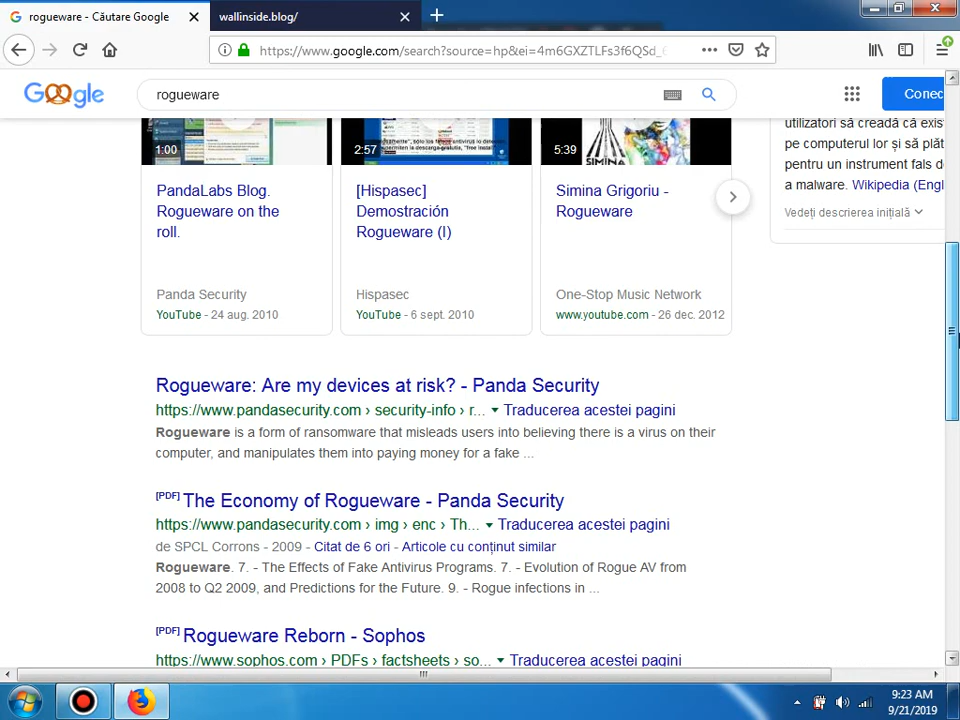 rogueware - Căutare Google
wallinside.blog/
https://www.google.com/search?source=hp&ei=4m6GXZTLFs3f6QSd_
Google
rogueware
Conec
1:00
2:57
5:39
SIMINA
utilizatori să creadă că exis
pe computerul lor și să plăt
pentru un instrument fals d
a malware. Wikipedia (Engl
Vedeți descrierea inițială
PandaLabs Blog.
Rogueware on the
roll.
Panda Security
YouTube - 24 aug. 2010
[Hispasec]
Demostración
Rogueware (I)
Hispasec
YouTube - 6 sept. 2010
Simina Grigoriu -
Rogueware
One-Stop Music Network
www.youtube.com - 26 dec. 2012
Rogueware: Are my devices at risk? - Panda Security
https://www.pandasecurity.com › security-info › r... Traducerea acestei pagini
Rogueware is a form of ransomware that misleads users into believing there is a virus on their
computer, and manipulates them into paying money for a fake ...
[PDF] The Economy of Rogueware - Panda Security
https://www.pandasecurity.com › img › enc › Th... Traducerea acestei pagini
de SPCL Corrons - 2009 - Citat de 6 ori - Articole cu conținut similar
Rogueware. 7. - The Effects of Fake Antivirus Programs. 7. - Evolution of Rogue AV from
2008 to Q2 2009, and Predictions for the Future. 9. - Rogue infections in ...
[PDF] Rogueware Reborn - Sophos
https://www.sophos.com › PDFs › factsheets › so... Traducerea acestei pagini
9:23 AM
9/21/2019